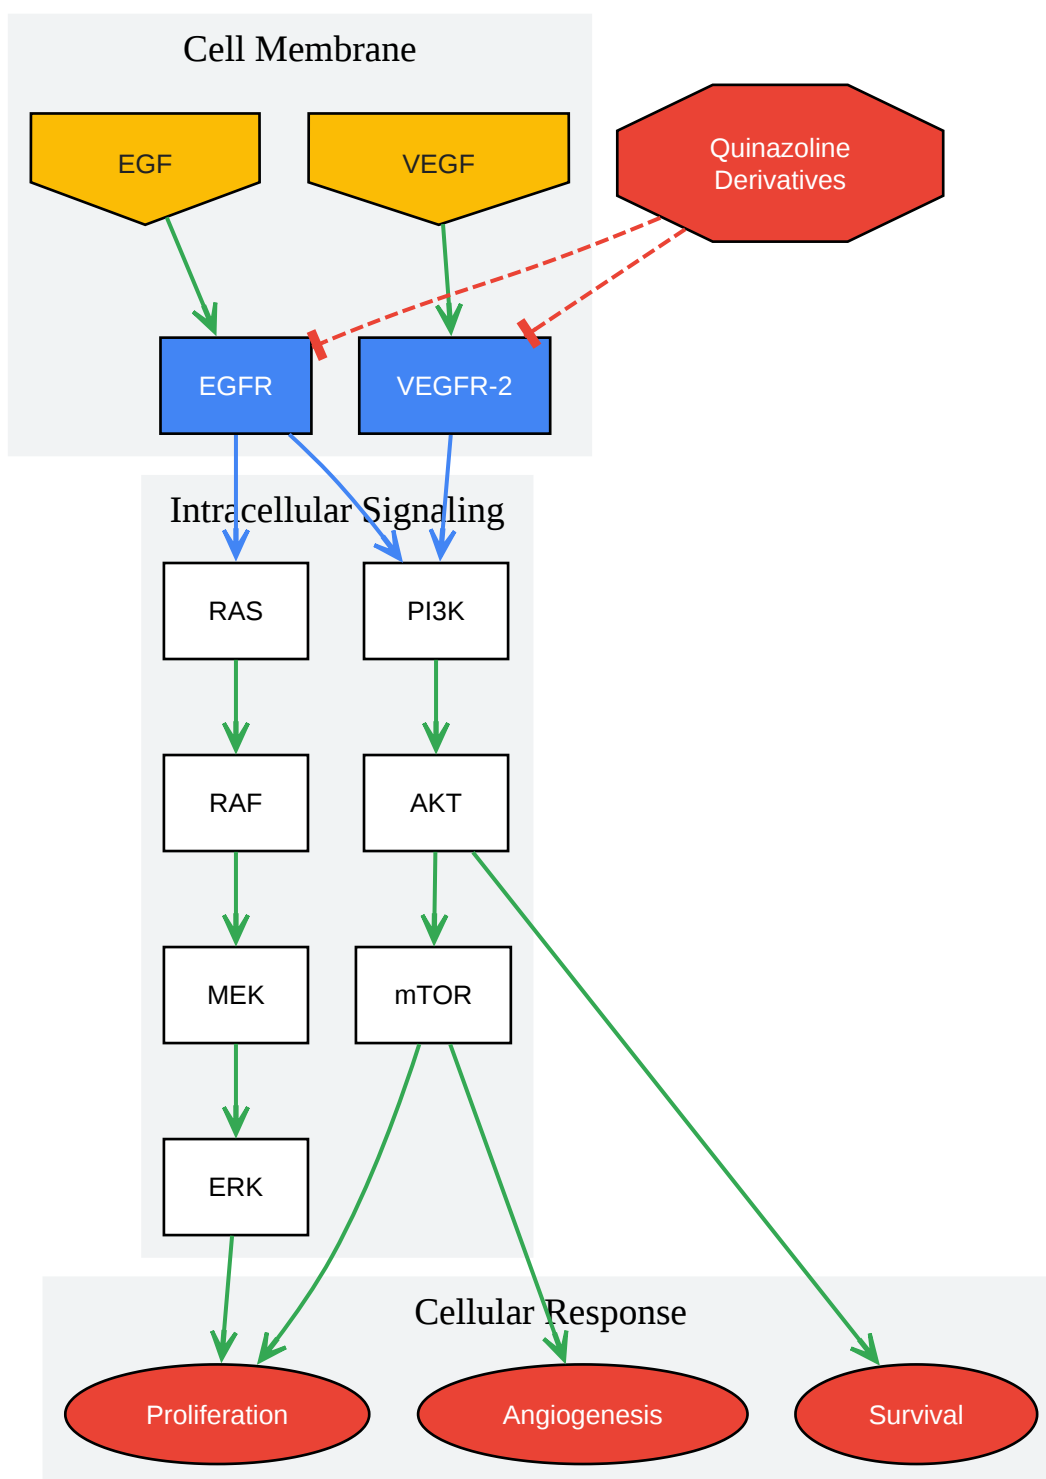 Cell Membrane
EGF
VEGF
Quinazoline
Derivatives
EGFR
VEGFR-2
Intracellular Signaling
RAS
PI3K
RAF
AKT
MEK
mTOR
ERK
Cellular Response
Proliferation
Angiogenesis
Survival